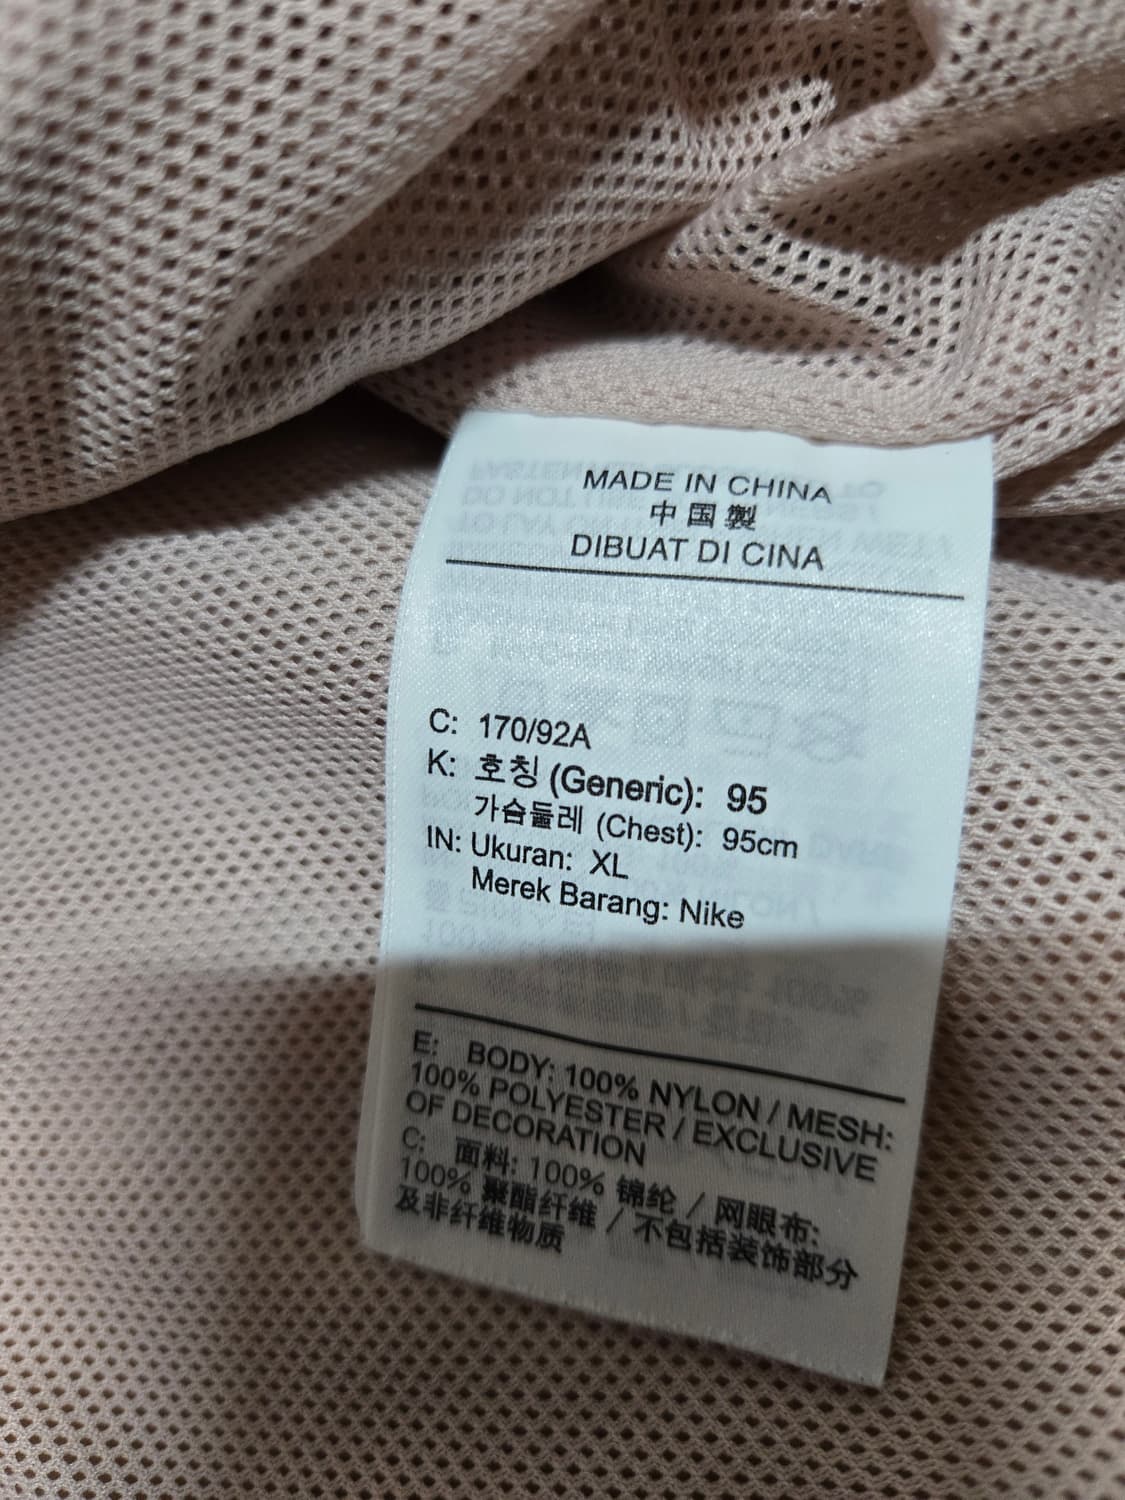 MADE IN CHINA
中国製
DIBUAT DI CINA
C: 170/92A
K: 호칭 (Generic): 95
가슴둘레 (Chest): 95cm
IN: Ukuran: XL
Merek Barang: Nike
E: BODY: 100% NYLON / MESH:
100% POLYESTER / EXCLUSIVE
OF DECORATION
C: 面料: 100% 锦纶 / 网眼布:
100% 聚酯纤维 / 不包括装饰部分
及非纤维物质